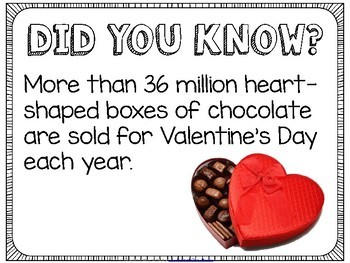 DID YOU KNOW?
More than 36 million heart-
shaped boxes of chocolate
are sold for Valentine's Day
each year.